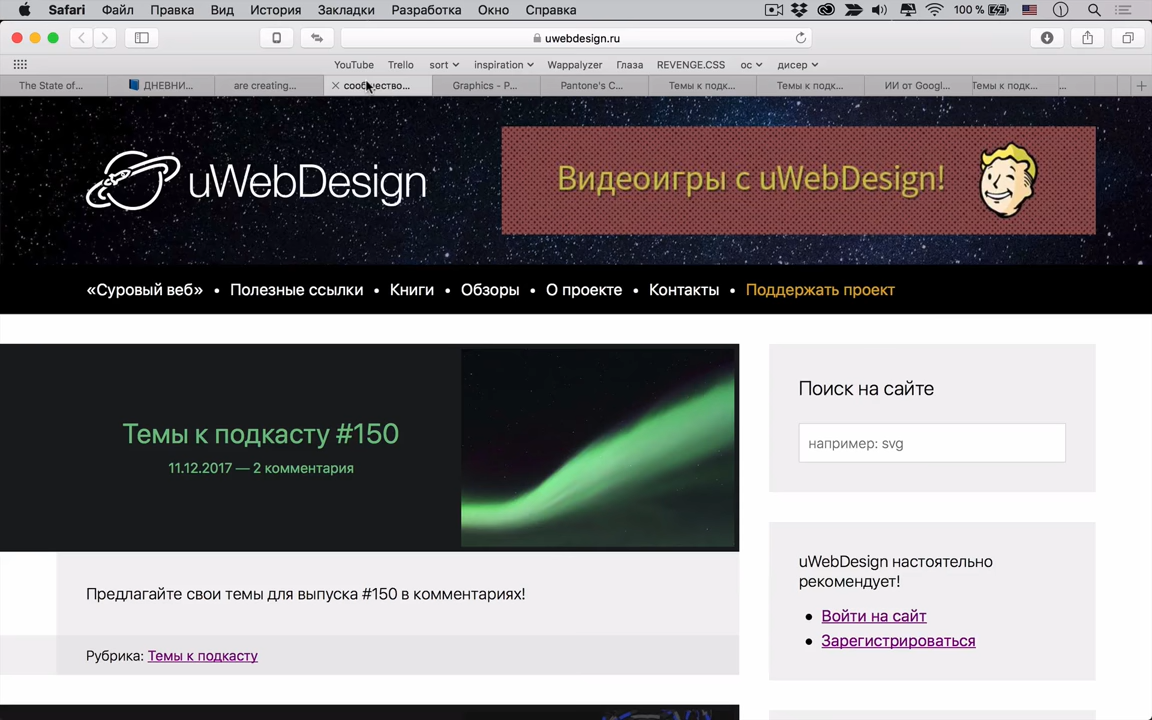 Safari Файл Правка Вид История Закладки Разработка Окно Справка 100 %
uwebdesign.ru
YouTube Trello sort inspiration Wappalyzer Глаза REVENGE.CSS ос дисер
The State of... ДНЕВНИ... are creating... сообщество... Graphics - P... Pantone's C... Темы к подк... Темы к подк... ИИ от Googl... Темы к подк... ...
uWebDesign
Видеоигры с uWebDesign!
«Суровый веб» • Полезные ссылки • Книги • Обзоры • О проекте • Контакты • Поддержать проект
Темы к подкасту #150
11.12.2017 — 2 комментария
Поиск на сайте
например: svg
uWebDesign настоятельно
рекомендует!
• Войти на сайт
• Зарегистрироваться
Предлагайте свои темы для выпуска #150 в комментариях!
Рубрика: Темы к подкасту